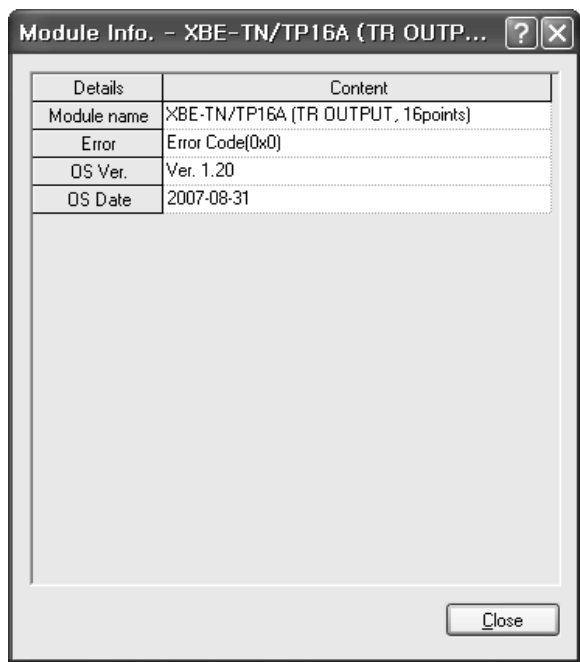 Module Info. - XBE-TN/TP16A (TR OUTP...
Details Content
Module name XBE-TN/TP16A (TR OUTPUT, 16points)
Error Error Code(0x0)
OS Ver. Ver. 1.20
OS Date 2007-08-31
Close